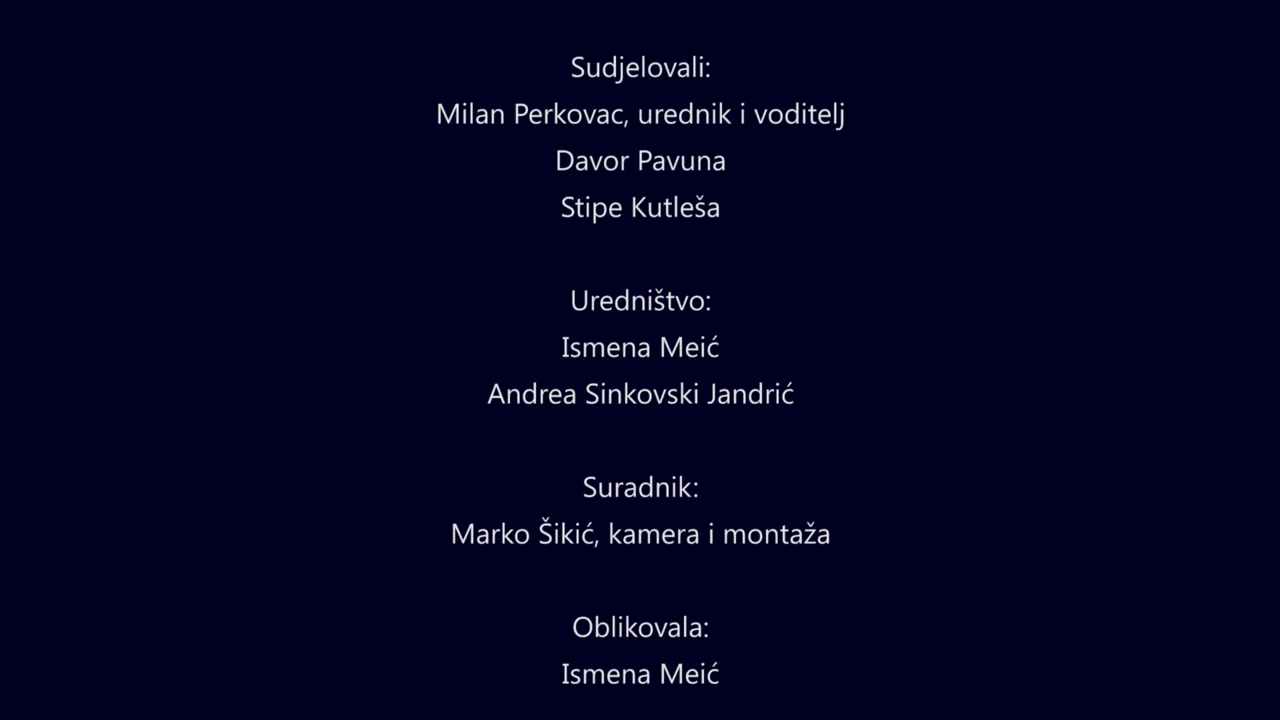 Sudjelovali:
Milan Perkovac, urednik i voditelj
Davor Pavuna
Stipe Kutleša
Uredništvo:
Ismena Meić
Andrea Sinkovski Jandrić
Suradnik:
Marko Šikić, kamera i montaža
Oblikovala:
Ismena Meić